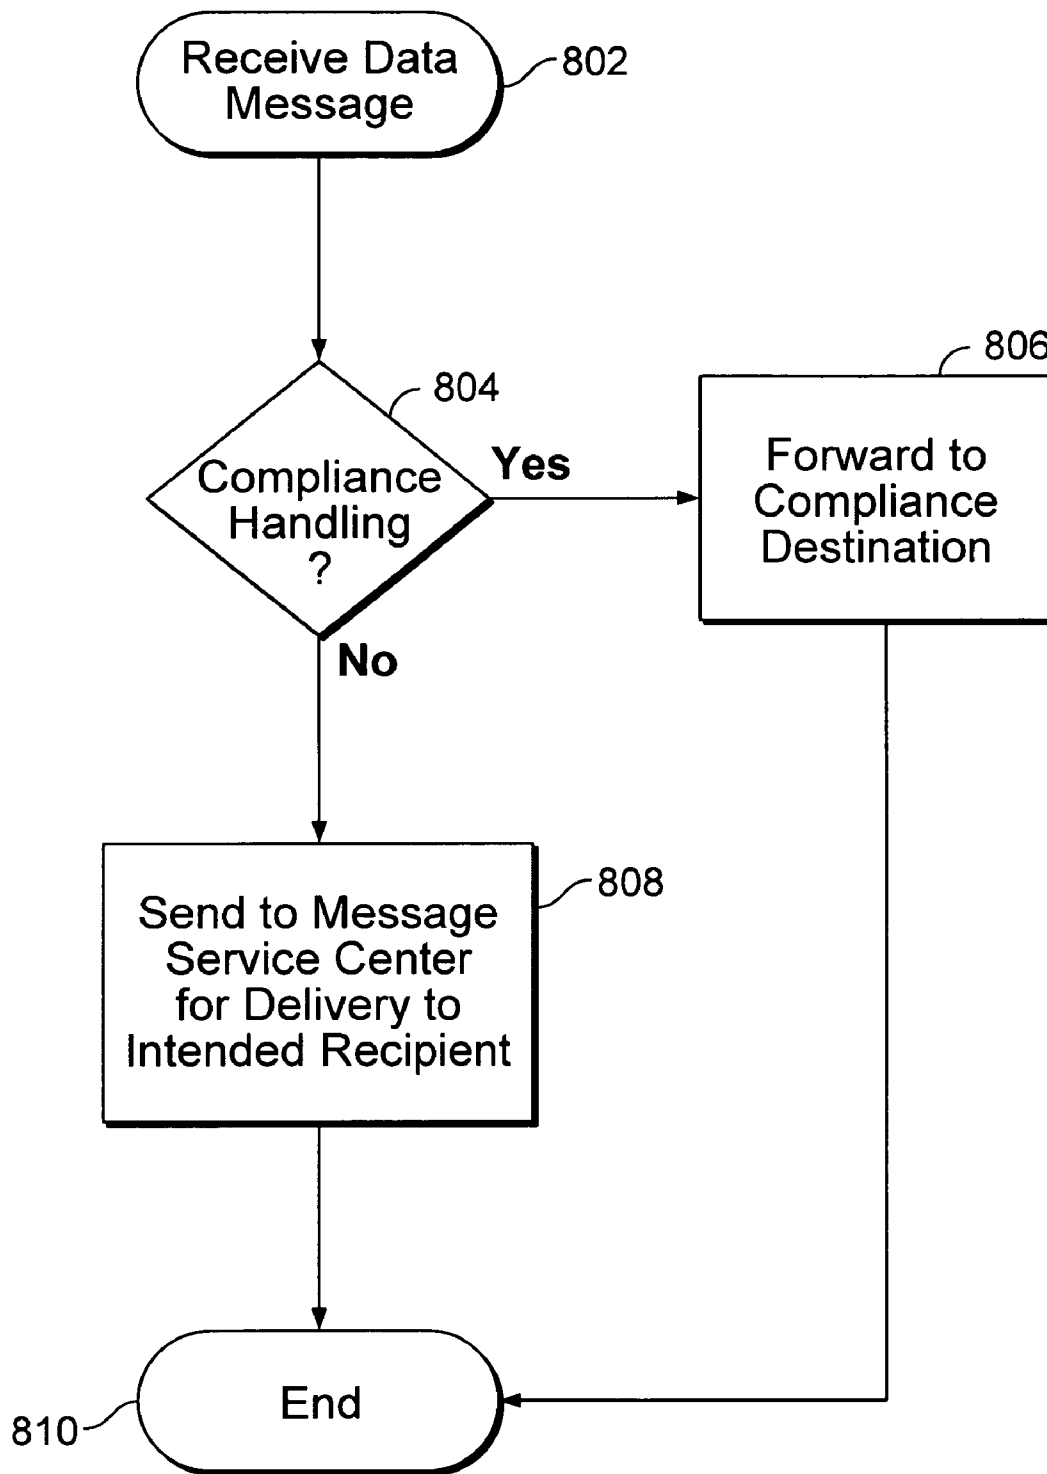 Receive Data
Message
802
804
Compliance
Handling
?
Yes
806
Forward to
Compliance
Destination
No
808
Send to Message
Service Center
for Delivery to
Intended Recipient
End
810